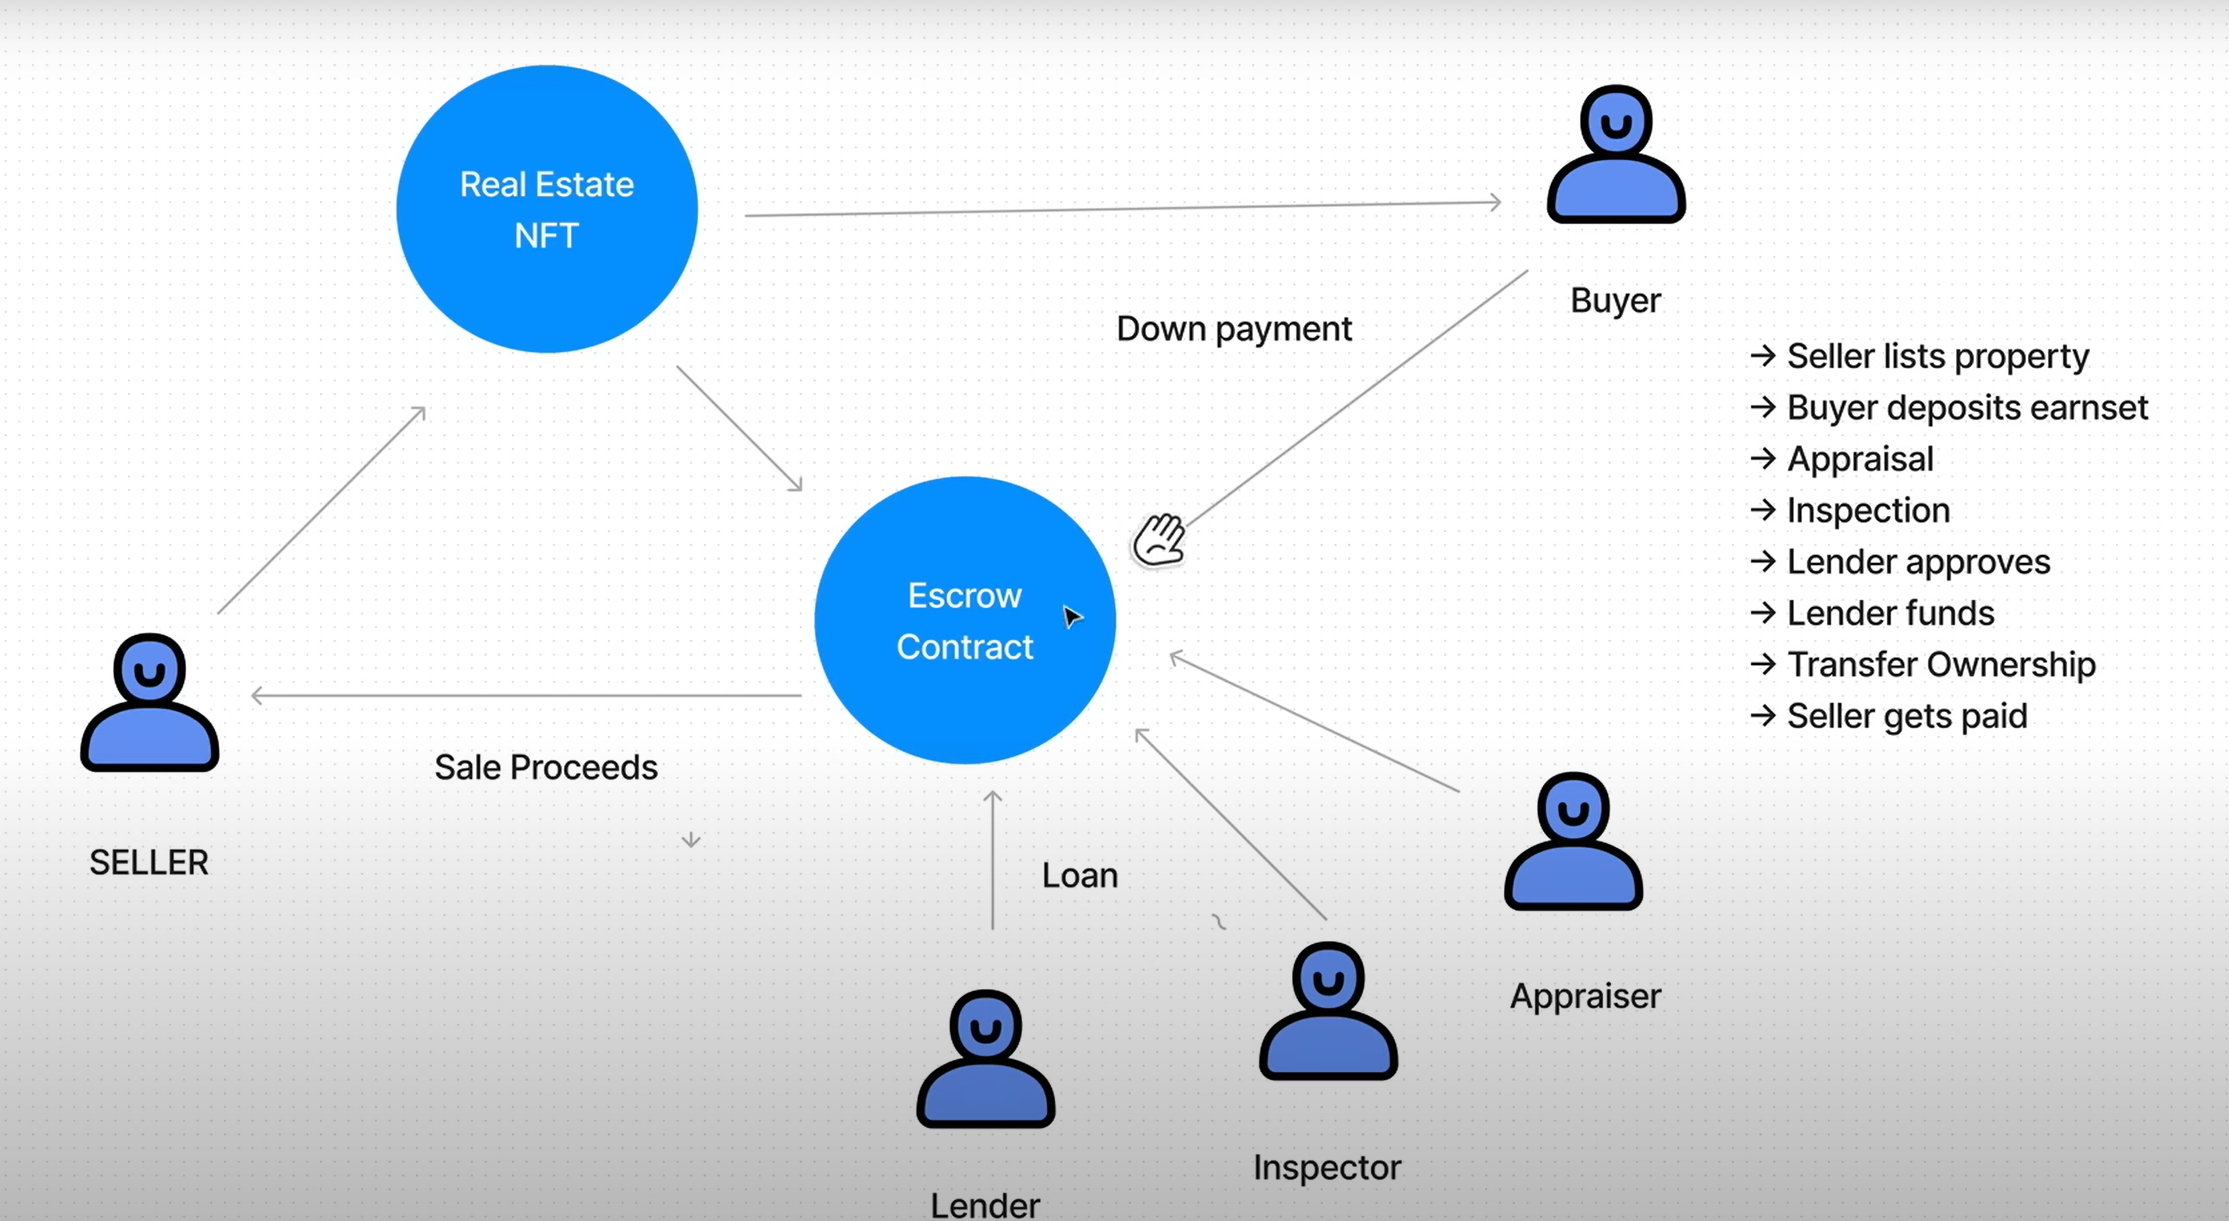 Real Estate
NFT
Buyer
Down payment
→ Seller lists property
→ Buyer deposits earnset
→ Appraisal
→ Inspection
→ Lender approves
→ Lender funds
→ Transfer Ownership
→ Seller gets paid
Escrow
Contract
Sale Proceeds
SELLER
Loan
Appraiser
Inspector
Lender